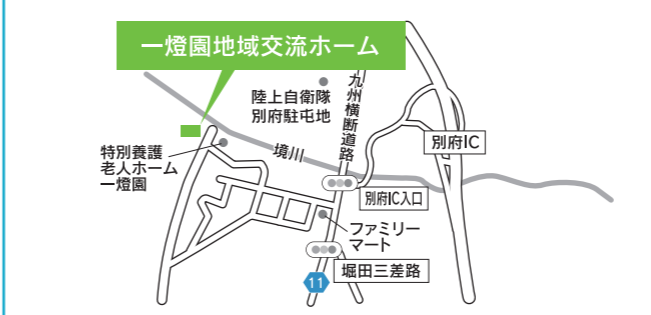 一燈園地域交流ホーム
陸上自衛隊
別府駐屯地
九州横断道路
別府IC
境川
特別養護
老人ホーム
一燈園
別府IC入口
ファミリー
マート
堀田三差路
11